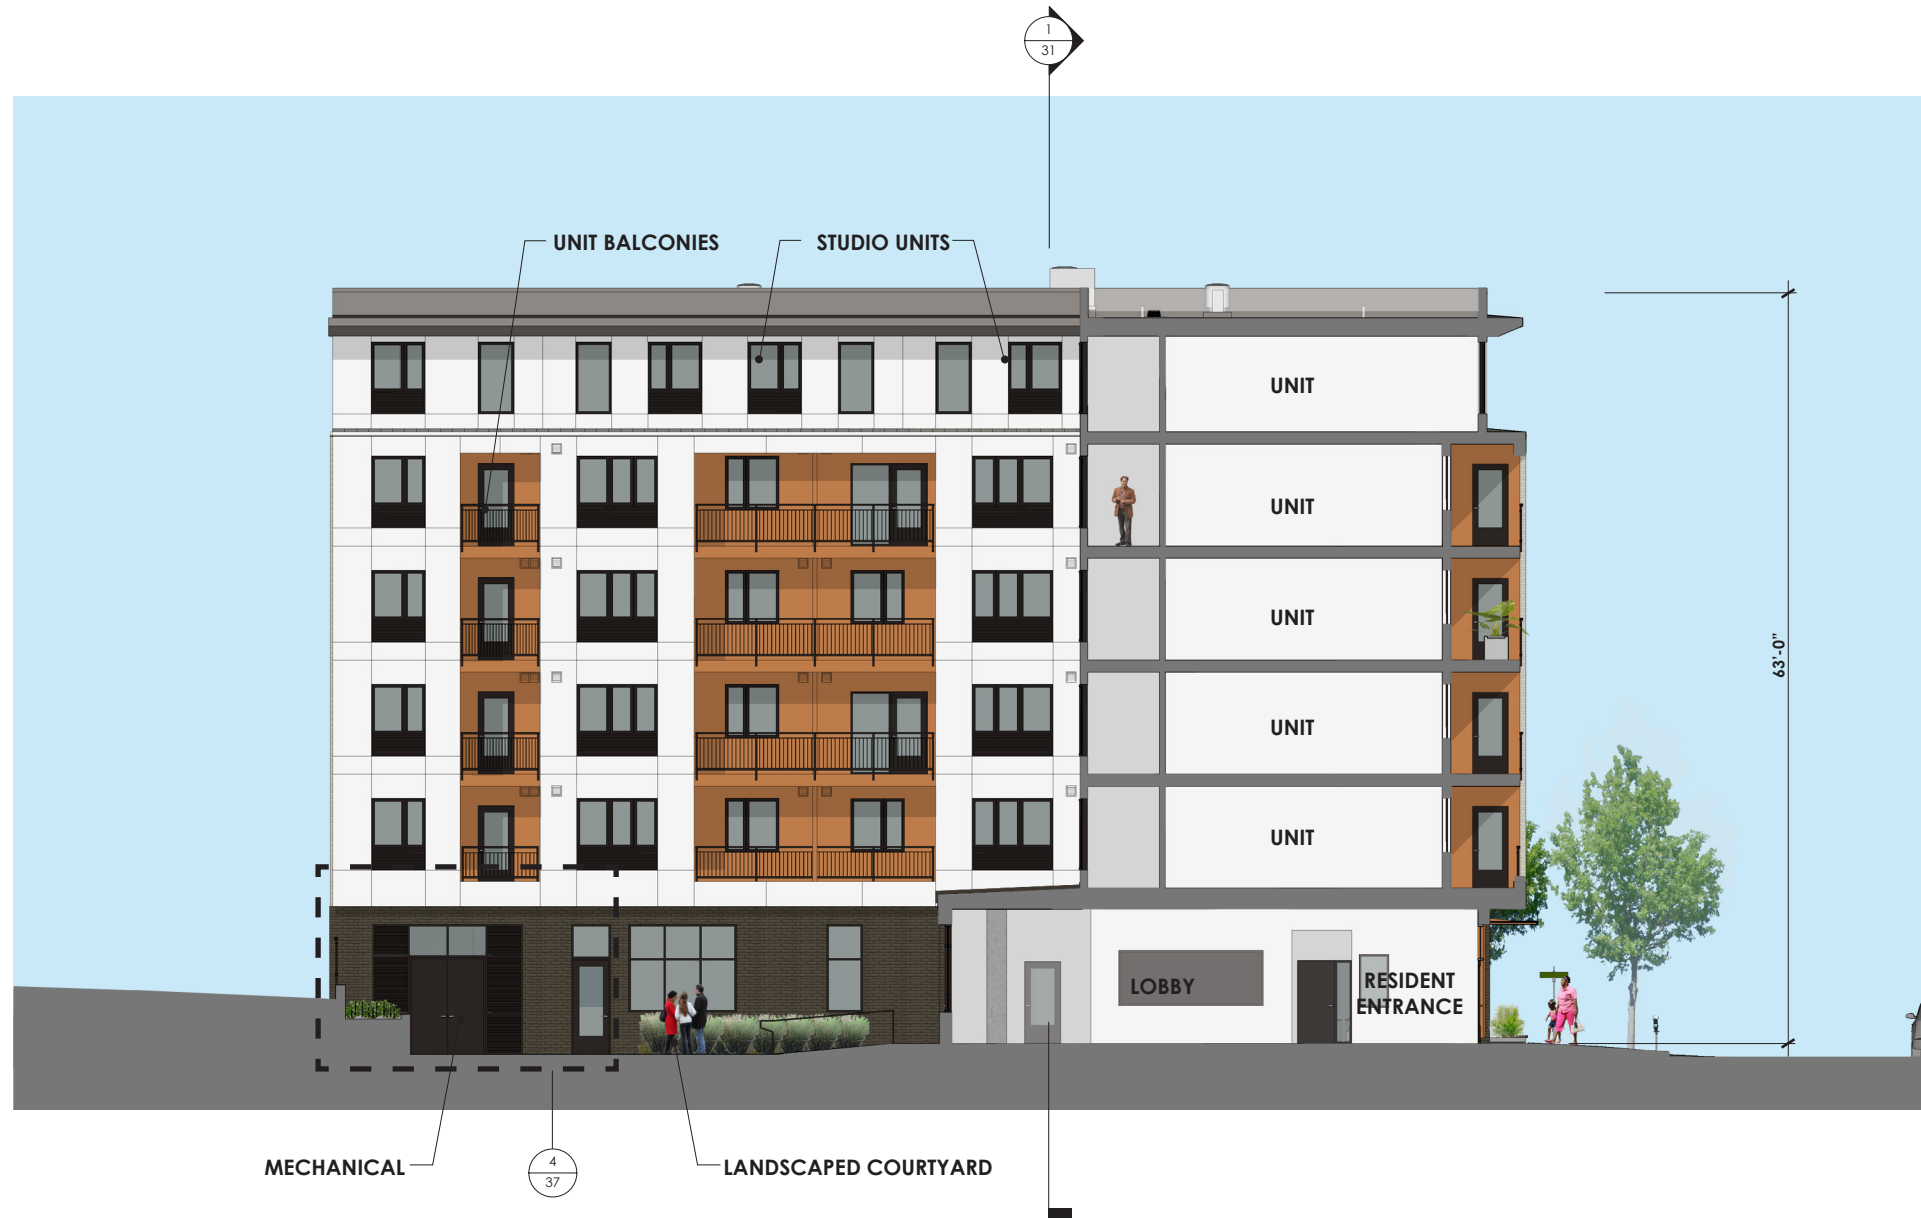 1
31
UNIT BALCONIES
STUDIO UNITS
UNIT
UNIT
UNIT
63'-0"
UNIT
UNIT
LOBBY
RESIDENT
ENTRANCE
MECHANICAL
4
37
LANDSCAPED COURTYARD